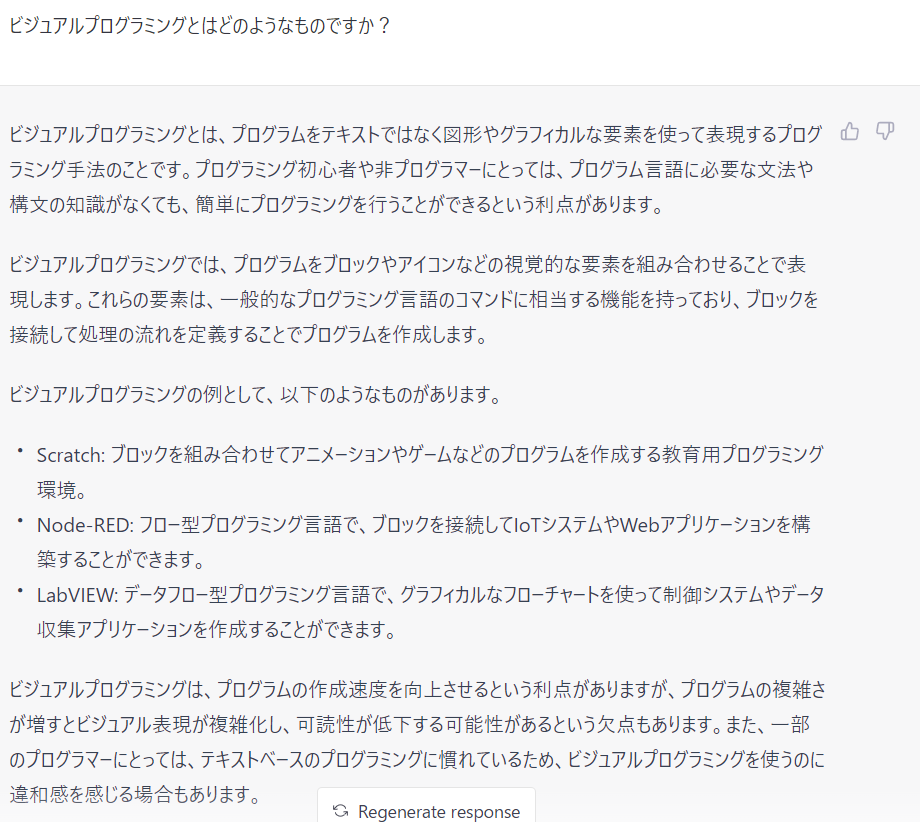 ビジュアルプログラミングとはどのようなものですか？
ビジュアルプログラミングとは、プログラムをテキストではなく図形やグラフィカルな要素を使って表現するプログ
ラミング手法のことです。プログラミング初心者や非プログラマーにとっては、プログラム言語に必要な文法や
構文の知識がなくても、簡単にプログラミングを行うことができるという利点があります。
ビジュアルプログラミングでは、プログラムをブロックやアイコンなどの視覚的な要素を組み合わせることで表
現します。これらの要素は、一般的なプログラミング言語のコマンドに相当する機能を持っており、ブロックを
接続して処理の流れを定義することでプログラムを作成します。
ビジュアルプログラミングの例として、以下のようなものがあります。
• Scratch: ブロックを組み合わせてアニメーションやゲームなどのプログラムを作成する教育用プログラミング
環境。
• Node-RED: フロー型プログラミング言語で、ブロックを接続してIoTシステムやWebアプリケーションを構
築することができます。
• LabVIEW: データフロー型プログラミング言語で、グラフィカルなフローチャートを使って制御システムやデータ
収集アプリケーションを作成することができます。
ビジュアルプログラミングは、プログラムの作成速度を向上させるという利点がありますが、プログラムの複雑さ
が増すとビジュアル表現が複雑化し、可読性が低下する可能性があるという欠点もあります。また、一部
のプログラマーにとっては、テキストベースのプログラミングに慣れているため、ビジュアルプログラミングを使うのに
違和感を感じる場合もあります。
Regenerate response